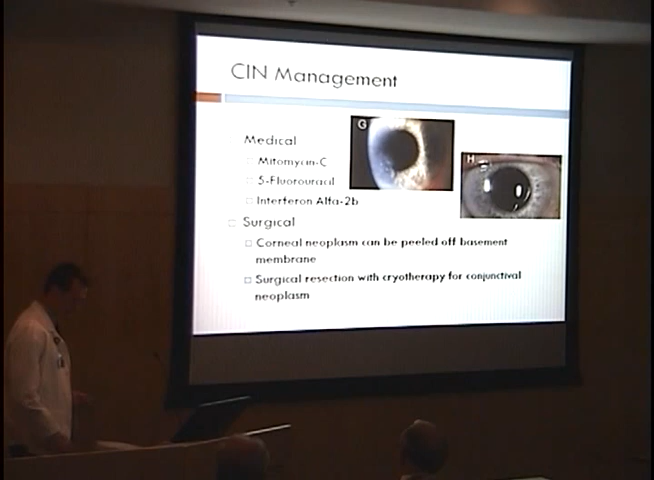 CIN Management
Medical
Mitomycin-C
5-Fluorouracil
Interferon Alfa-2b
Surgical
Corneal neoplasm can be peeled off basement
membrane
Surgical resection with cryotherapy for conjunctival
neoplasm
G
H